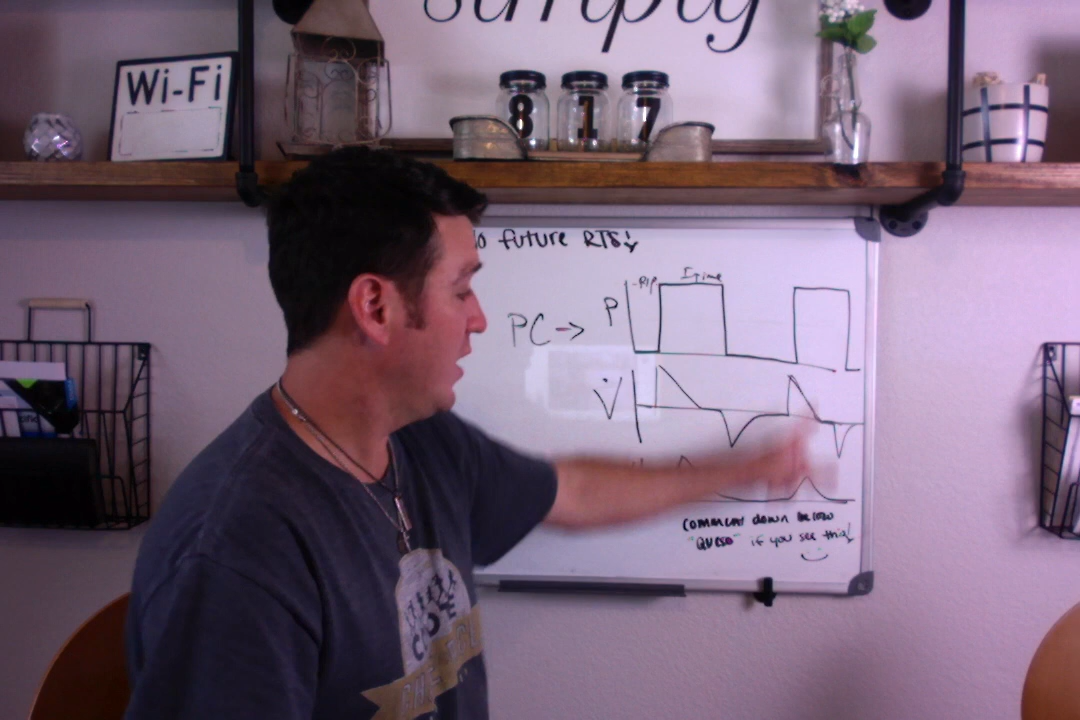 simply
Wi-Fi
8 1 7
o future RTS!
PIP
I Time
P
PC →
V̇
comment down below
"QUESO" if you see this!